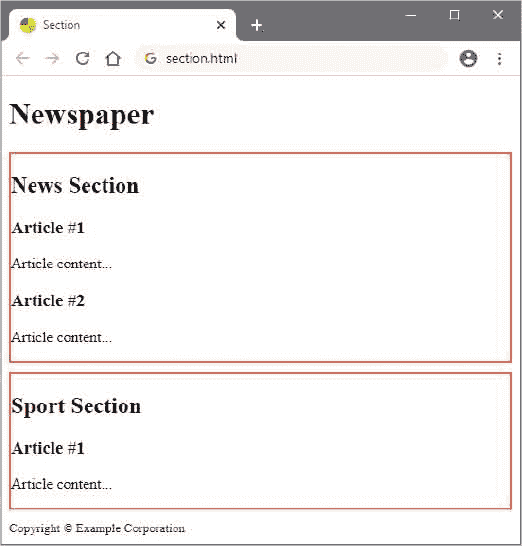 Section
section.html
Newspaper
News Section
Article #1
Article content...
Article #2
Article content...
Sport Section
Article #1
Article content...
Copyright © Example Corporation